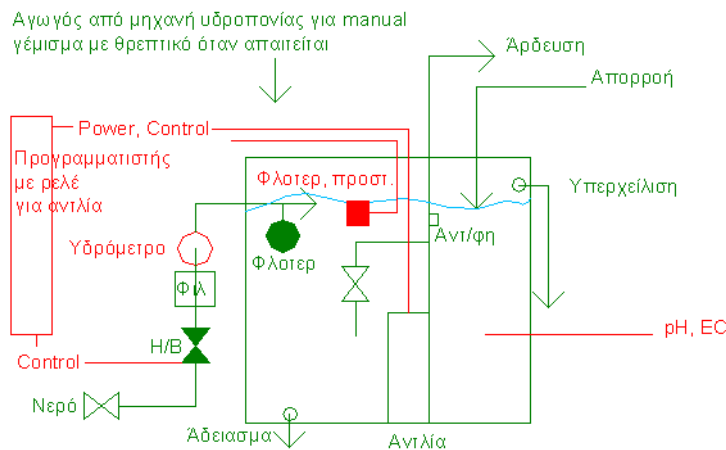 Αγωγός από μηχανή υδροπονίας για manual
γέμισμα με θρεπτικό όταν απαιτείται
Άρδευση
Απορροή
Power, Control
Προγραμματιστής
με ρελέ
για αντλία
Φλοτερ, προστ.
Υπερχείλιση
Υδρόμετρο
Φλοτερ
Αντ/φη
Φιλ
pH, EC
Η/Β
Control
Νερό
Άδειασμα
Αντλία